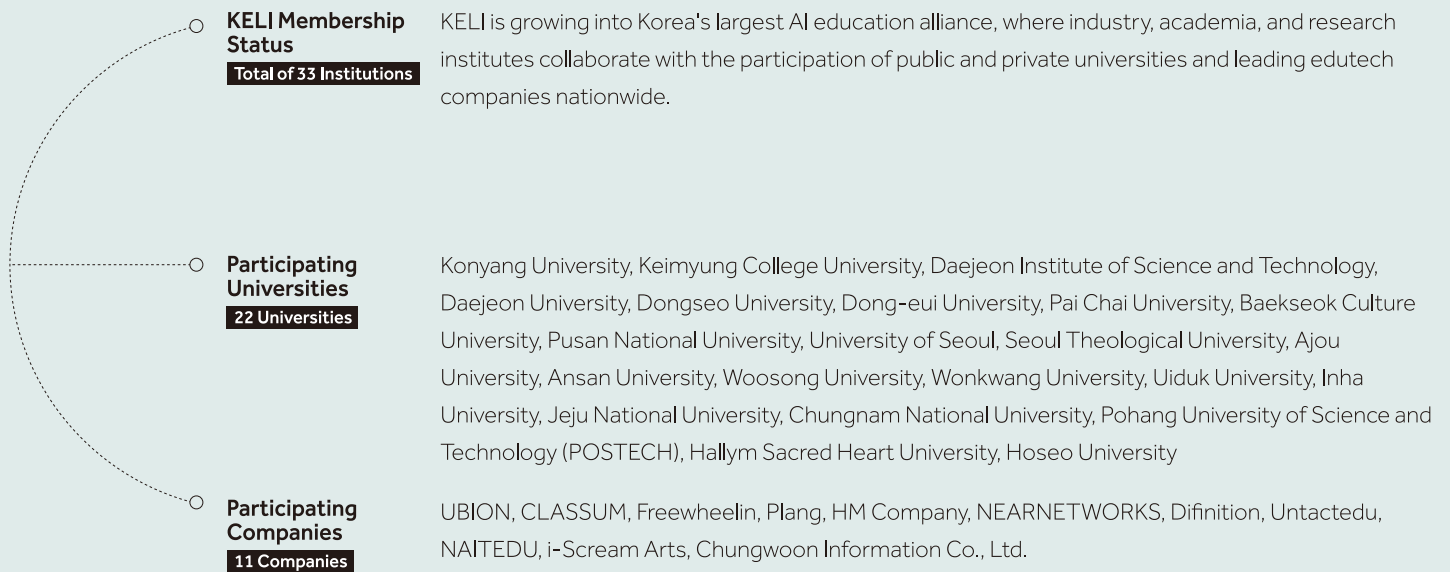 KELI Membership
Status
Total of 33 Institutions
KELI is growing into Korea's largest AI education alliance, where industry, academia, and research
institutes collaborate with the participation of public and private universities and leading edutech
companies nationwide.
Participating
Universities
22 Universities
Konyang University, Keimyung College University, Daejeon Institute of Science and Technology,
Daejeon University, Dongseo University, Dong-eui University, Pai Chai University, Baekseok Culture
University, Pusan National University, University of Seoul, Seoul Theological University, Ajou
University, Ansan University, Woosong University, Wonkwang University, Uiduk University, Inha
University, Jeju National University, Chungnam National University, Pohang University of Science and
Technology (POSTECH), Hallym Sacred Heart University, Hoseo University
Participating
Companies
11 Companies
UBION, CLASSUM, Freewheelin, Plang, HM Company, NEARNETWORKS, Difinition, Untactedu,
NAITEDU, i-Scream Arts, Chungwoon Information Co., Ltd.